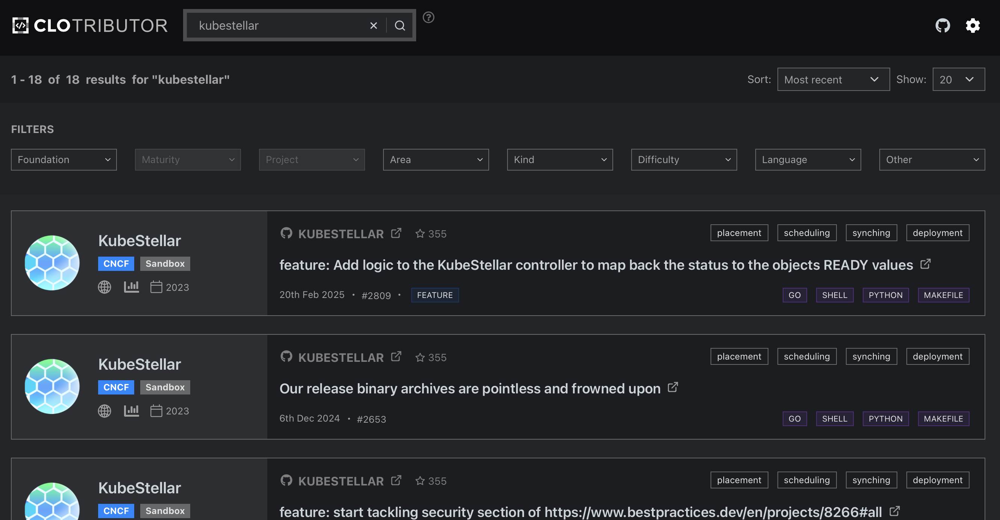 CLOTRIBUTOR kubestellar
1 - 18 of 18 results for "kubestellar" Sort: Most recent Show: 20
FILTERS
Foundation Maturity Project Area Kind Difficulty Language Other
KubeStellar
CNCF Sandbox
2023
KUBESTELLAR 355 placement scheduling synching deployment
feature: Add logic to the KubeStellar controller to map back the status to the objects READY values
20th Feb 2025 • #2809 • FEATURE GO SHELL PYTHON MAKEFILE
KubeStellar
CNCF Sandbox
2023
KUBESTELLAR 355 placement scheduling synching deployment
Our release binary archives are pointless and frowned upon
6th Dec 2024 • #2653 GO SHELL PYTHON MAKEFILE
KubeStellar
CNCF Sandbox
KUBESTELLAR 355 placement scheduling synching deployment
feature: start tackling security section of https://www.bestpractices.dev/en/projects/8266#all